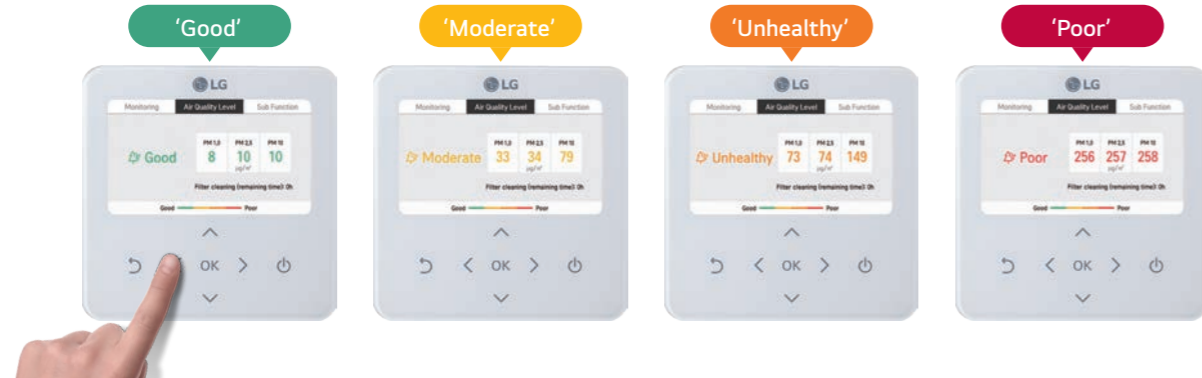 'Good'
LG
Monitoring Air Quality Level Sub Function
Good
PM 1.0 PM 2.5 PM 10
8 10 10
µg/m³
Filter cleaning (remaining time): 0h
Good Poor
OK
'Moderate'
LG
Monitoring Air Quality Level Sub Function
Moderate
PM 1.0 PM 2.5 PM 10
33 34 79
µg/m³
Filter cleaning (remaining time): 0h
Good Poor
OK
'Unhealthy'
LG
Monitoring Air Quality Level Sub Function
Unhealthy
PM 1.0 PM 2.5 PM 10
73 74 149
µg/m³
Filter cleaning (remaining time): 0h
Good Poor
OK
'Poor'
LG
Monitoring Air Quality Level Sub Function
Poor
PM 1.0 PM 2.5 PM 10
256 257 258
µg/m³
Filter cleaning (remaining time): 0h
Good Poor
OK